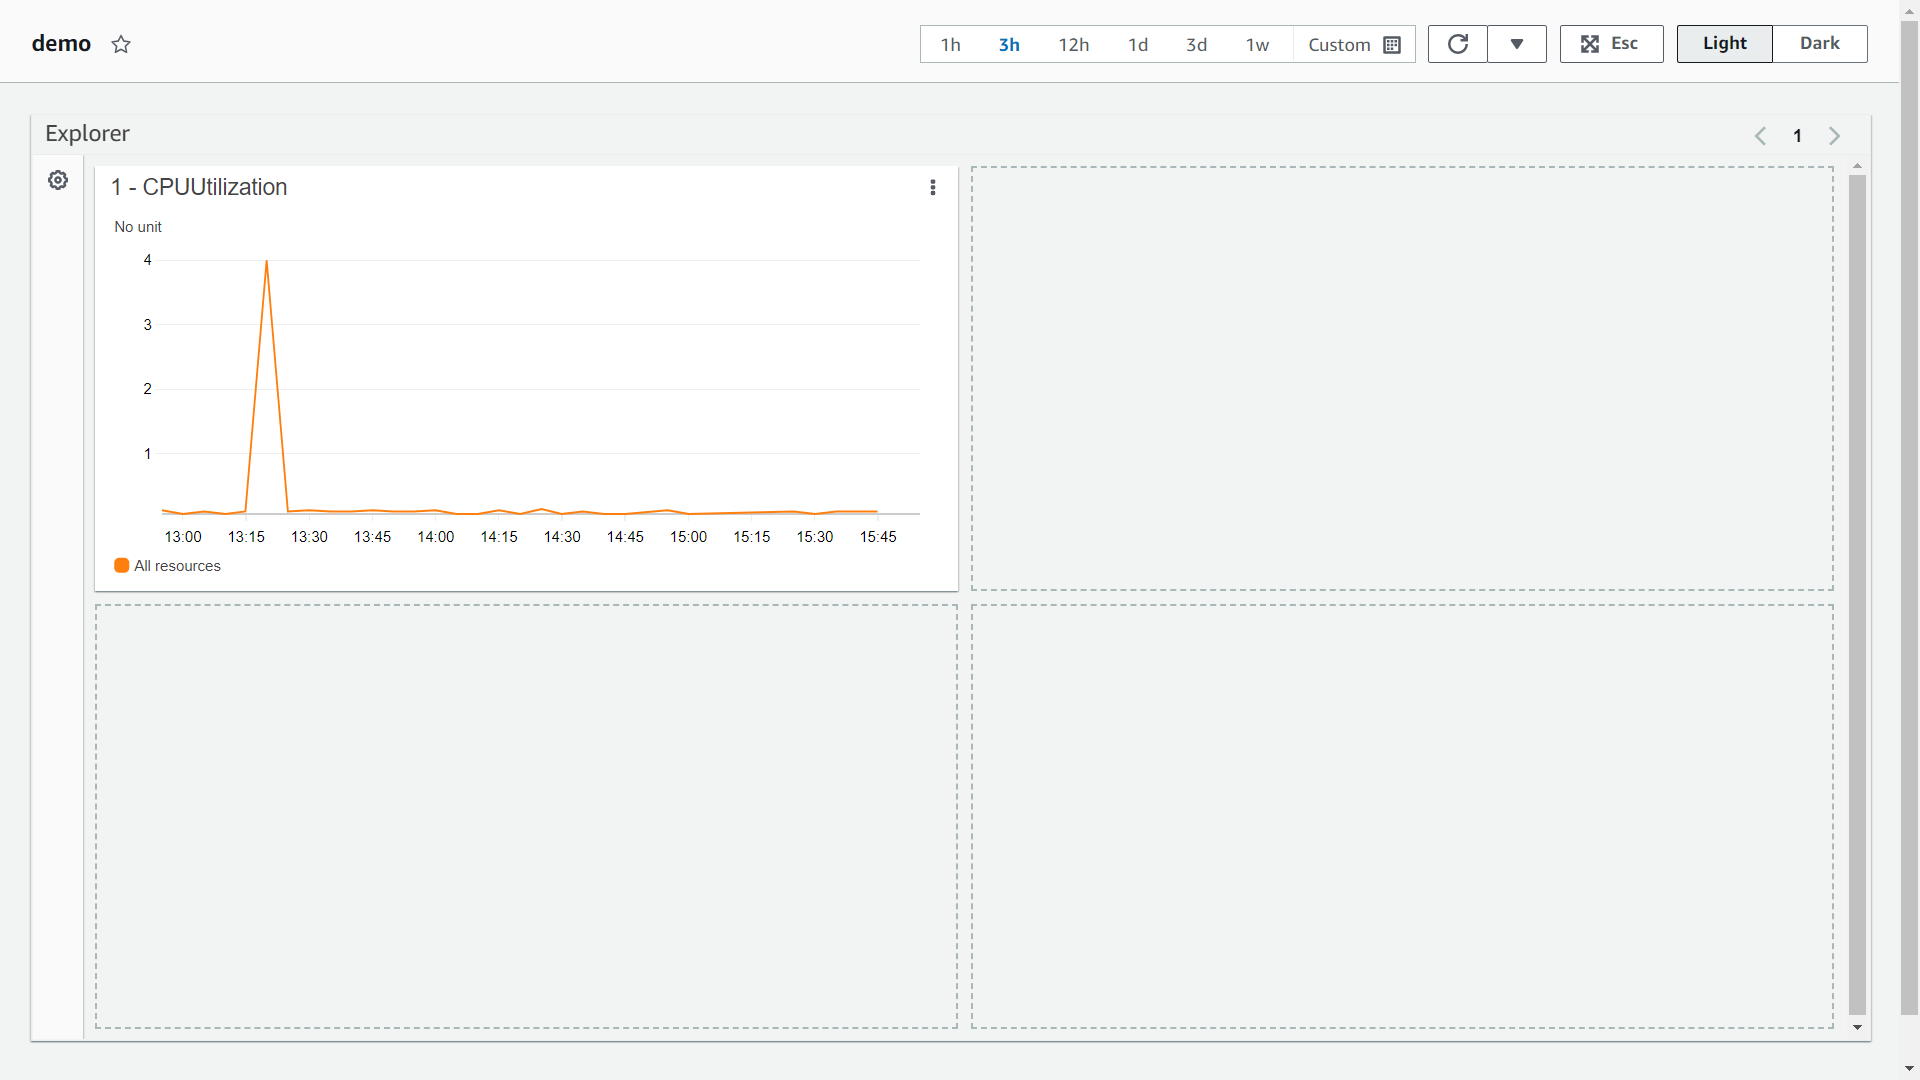 demo
1h 3h 12h 1d 3d 1w Custom Esc Light Dark
Explorer
1
1 - CPUUtilization
No unit
4
3
2
1
13:00 13:15 13:30 13:45 14:00 14:15 14:30 14:45 15:00 15:15 15:30 15:45
All resources